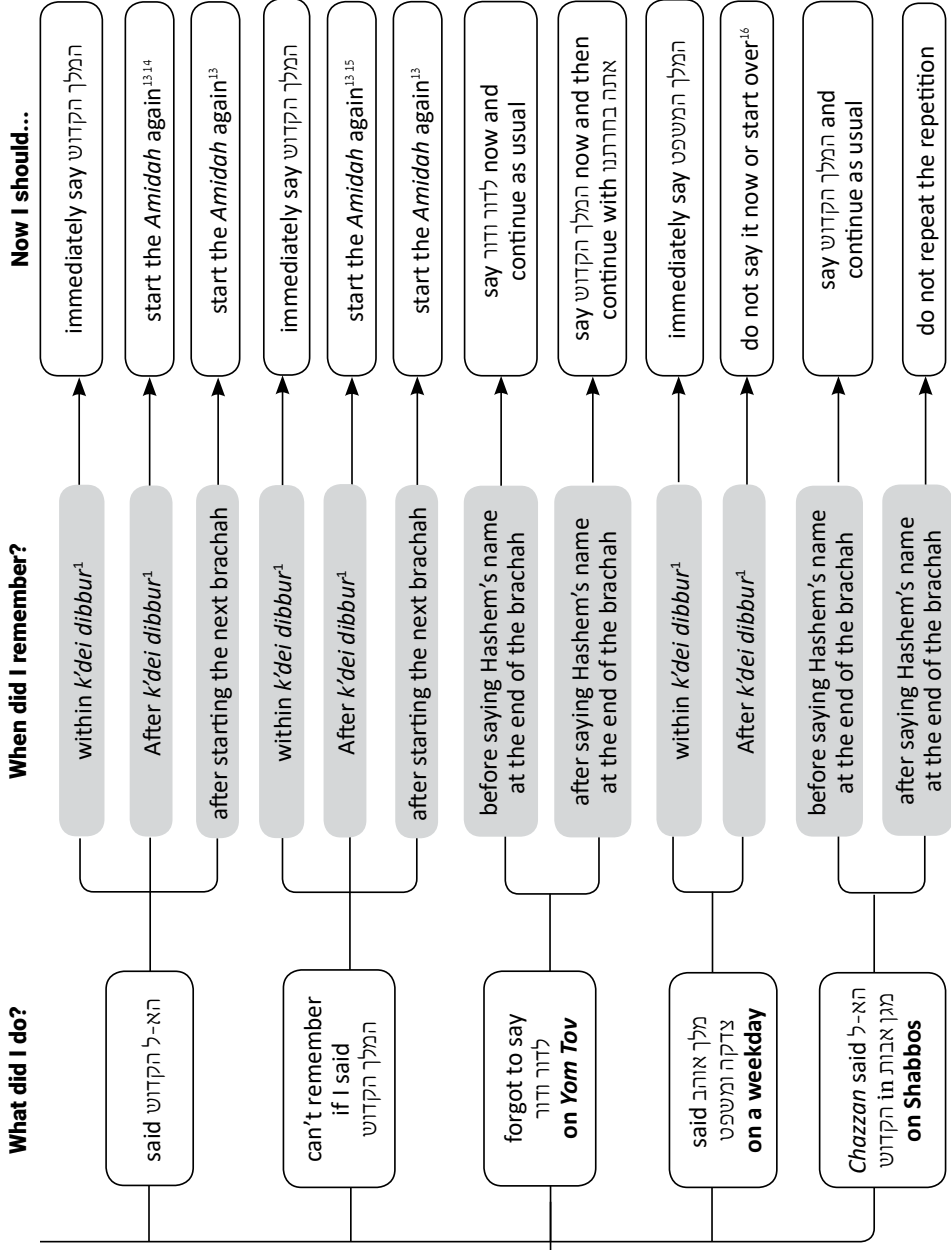 What did I do?
When did I remember?
Now I should...
said הא-ל הקדוש
within k'dei dibbur1
immediately say המלך הקדוש
After k'dei dibbur1
start the Amidah again13 14
after starting the next brachah
start the Amidah again13
can't remember
if I said
המלך הקדוש
within k'dei dibbur1
immediately say המלך הקדוש
After k'dei dibbur1
start the Amidah again13 15
after starting the next brachah
start the Amidah again13
forgot to say
לדור ודור
on Yom Tov
before saying Hashem's name
at the end of the brachah
say לדור ודור now and
continue as usual
after saying Hashem's name
at the end of the brachah
say המלך הקדוש now and then
continue with אתה בחרתנו
said מלך אוהב
צדקה ומשפט
on a weekday
within k'dei dibbur1
immediately say המלך המשפט
After k'dei dibbur1
do not say it now or start over16
Chazzan said הא-ל
הקדוש in מגן אבות
on Shabbos
before saying Hashem's name
at the end of the brachah
say המלך הקדוש and
continue as usual
after saying Hashem's name
at the end of the brachah
do not repeat the repetition